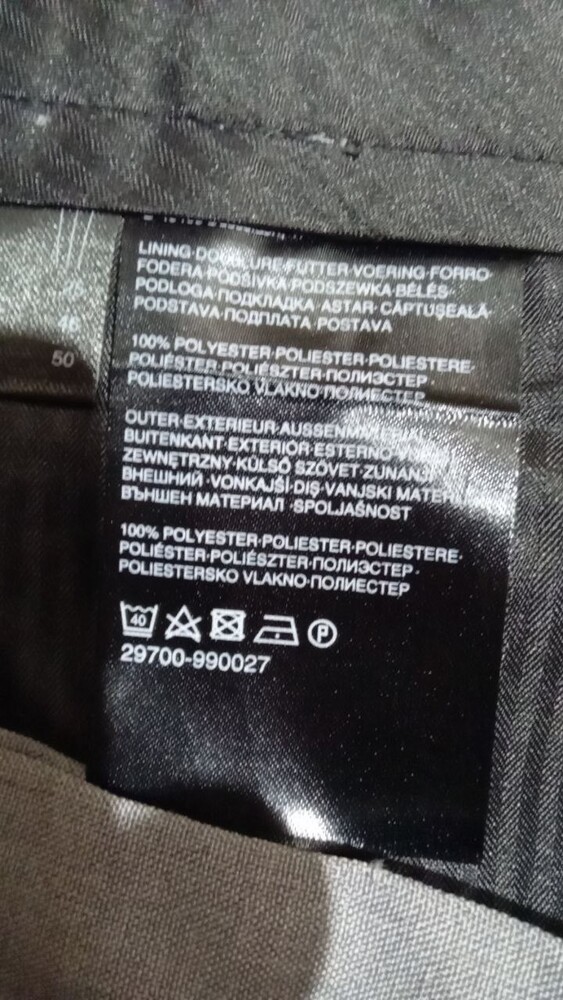 46
50
LINING·DOUBLURE·FUTTER·VOERING·FORRO·
FODERA·PODŠÍVKA·PODSZEWKA·BÉLÉS·
PODLOGA·ПОДКЛАДКА·ASTAR·CĂPTUŞEALĂ·
PODSTAVA·ПОДПЛАТА·POSTAVA
100% POLYESTER·POLIESTER·POLIESTERE·
POLIÉSTER·POLIÉSZTER·ПОЛИЭСТЕР·
POLIESTERSKO VLAKNO·ПОЛИЕСТЕР
OUTER·EXTERIEUR·AUSSENMATERIAL
BUITENKANT·EXTERIOR·ESTERNO
ZEWNĘTRZNY·KÜLSŐ SZÖVET·ZUNANJ
ВНЕШНИЙ·VONKAJŠÍ·DIŞ·VANJSKI
ВЪНШЕН МАТЕРИАЛ·SPOLJAŠNOST
100% POLYESTER·POLIESTER·POLIESTERE·
POLIÉSTER·POLIÉSZTER·ПОЛИЭСТЕР·
POLIESTERSKO VLAKNO·ПОЛИЕСТЕР
40 P
29700-990027